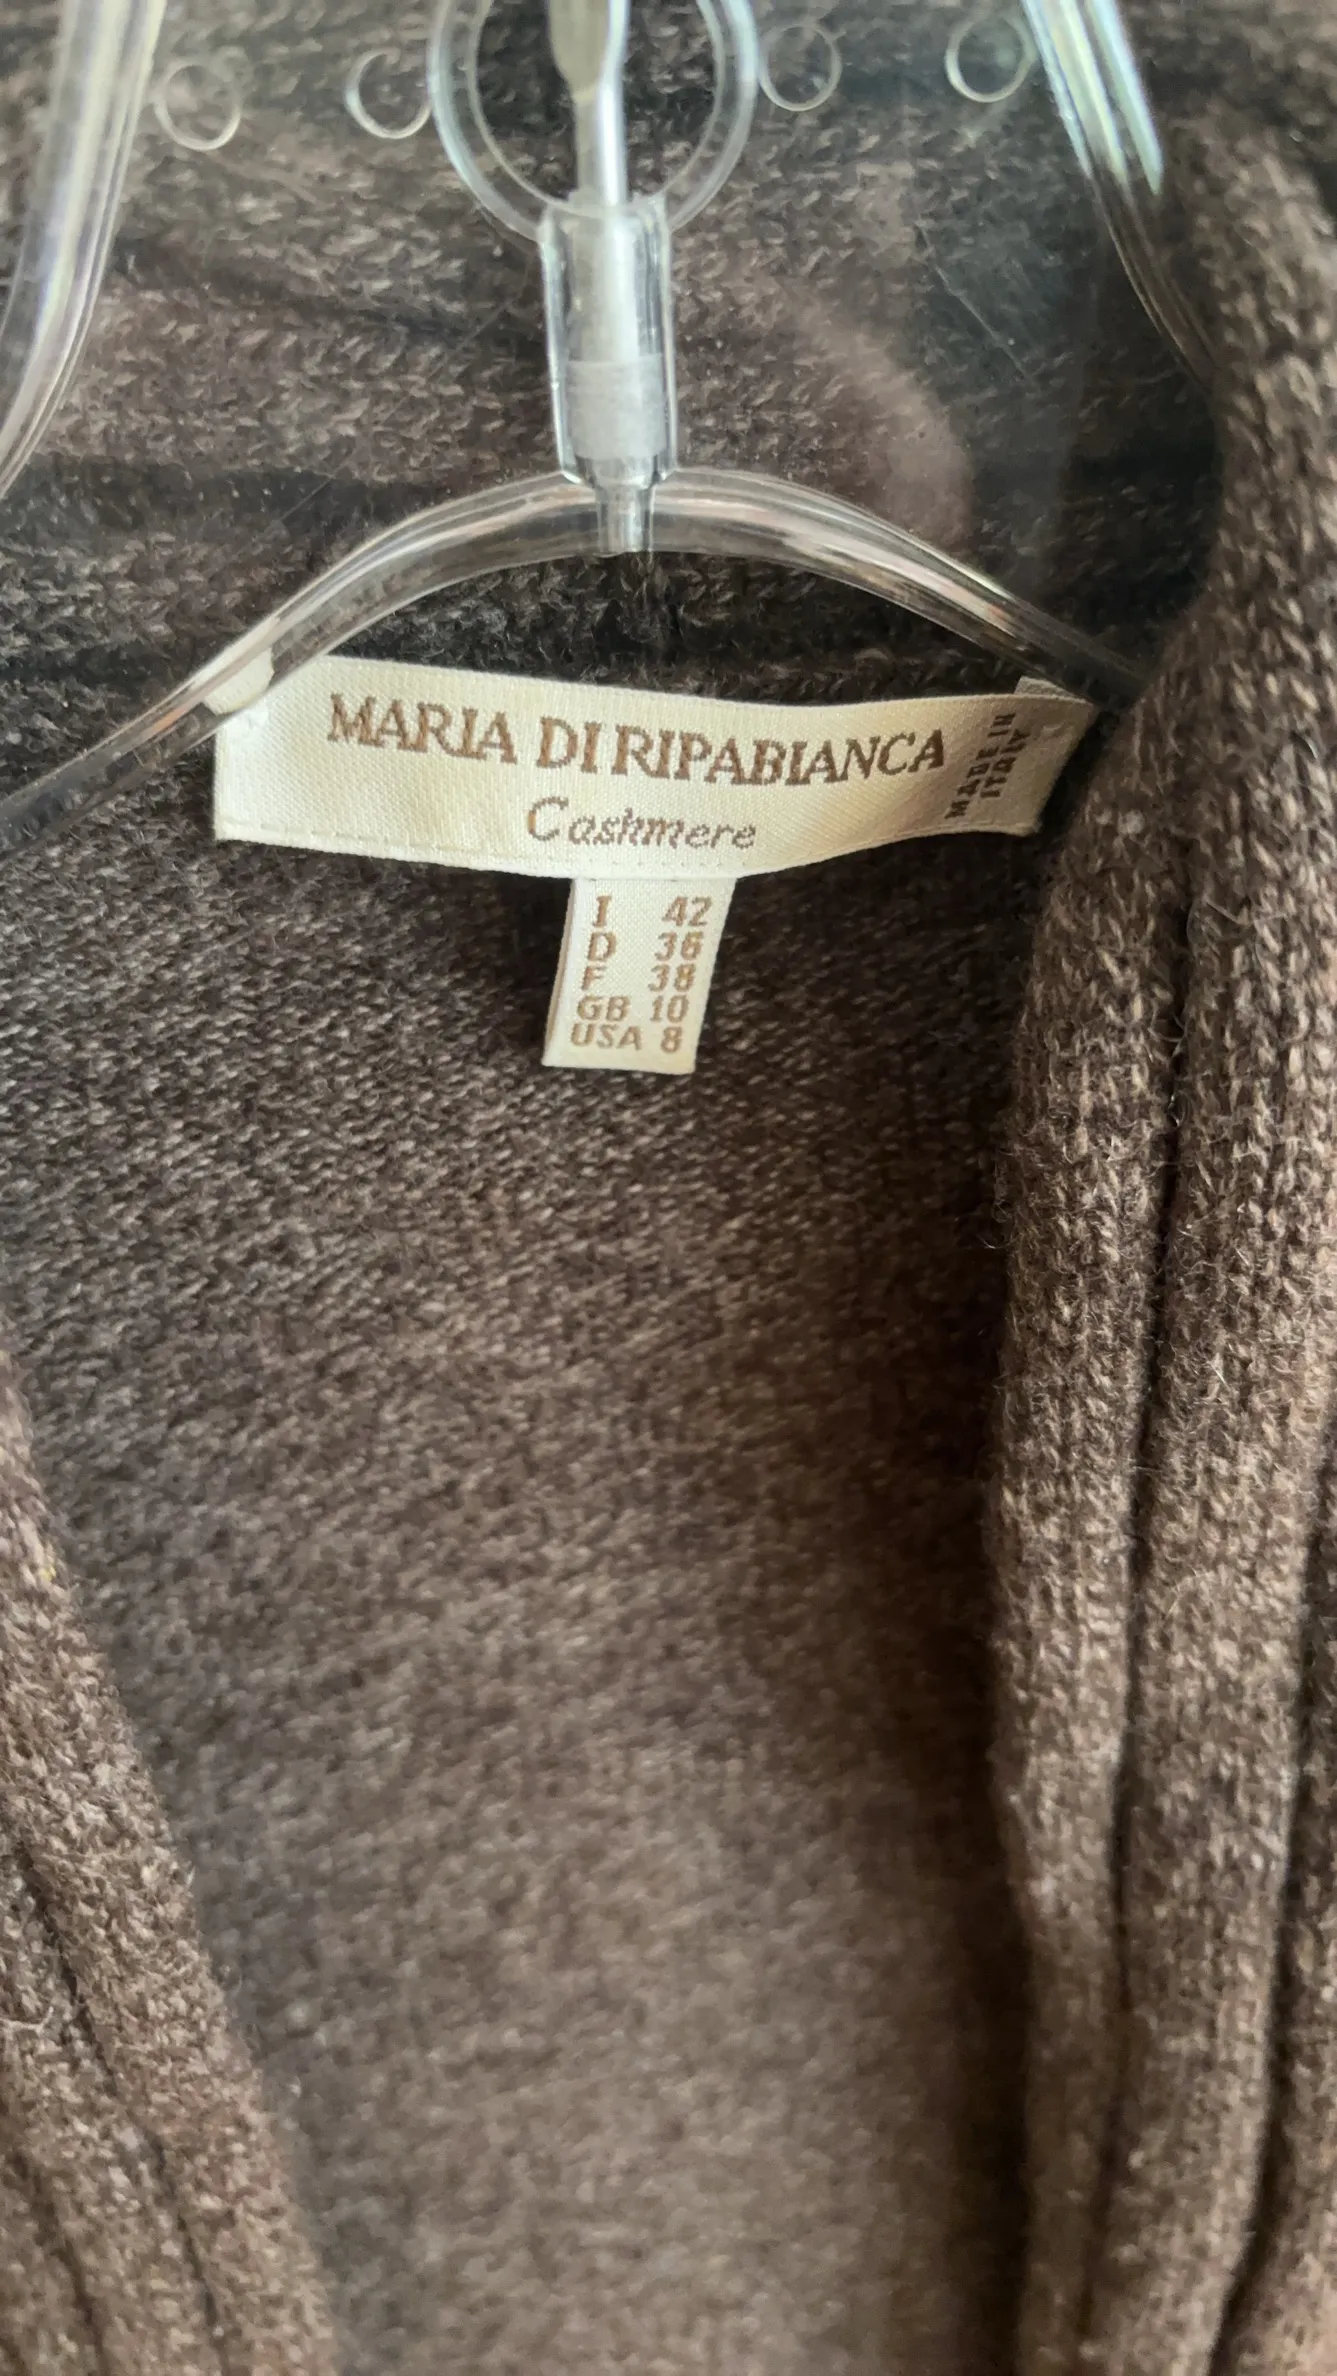 MARIA DI RIPABIANCA
Cashmere
MADE IN
ITALY
I 42
D 36
F 38
GB 10
USA 8